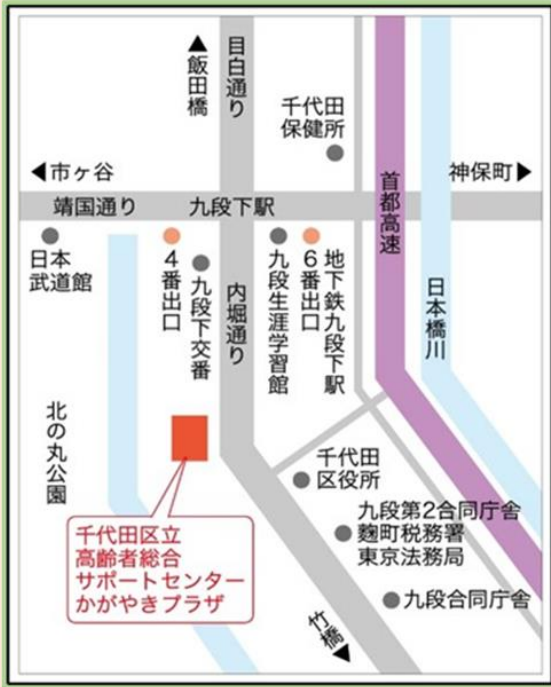 ▲飯田橋
目白通り
千代田
保健所
◀市ヶ谷
神保町▶
首都高速
靖国通り
九段下駅
日本
武道館
4番出口
九段下交番
内堀通り
九段生涯学習館
6番出口
地下鉄九段下駅
日本橋川
北の丸公園
千代田
区役所
九段第2合同庁舎
麴町税務署
東京法務局
千代田区立
高齢者総合
サポートセンター
かがやきプラザ
九段合同庁舎
竹橋▼